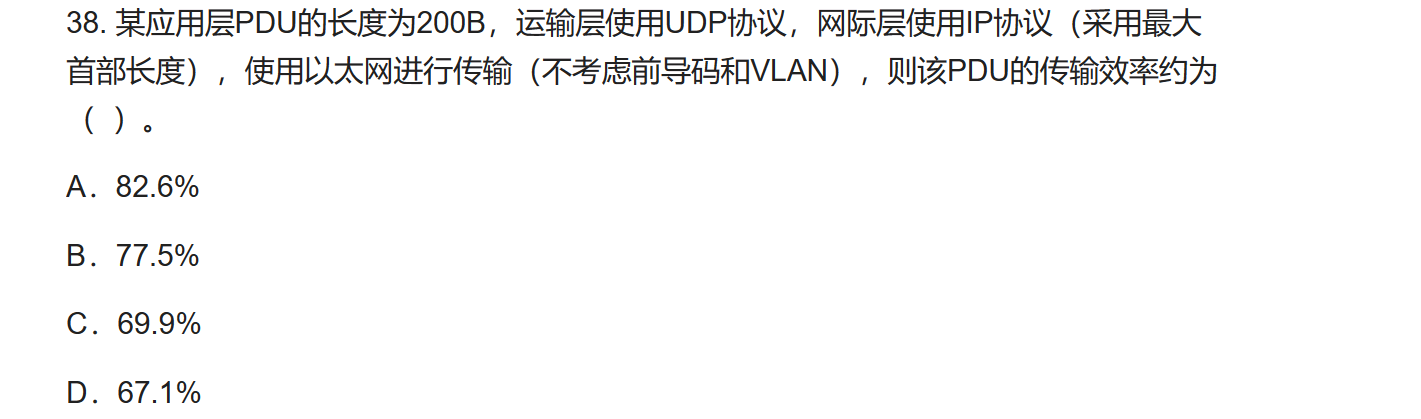 38. 某应用层PDU的长度为200B，运输层使用UDP协议，网际层使用IP协议（采用最大
首部长度），使用以太网进行传输（不考虑前导码和VLAN），则该PDU的传输效率约为
（ ）。
A．82.6%
B．77.5%
C．69.9%
D．67.1%